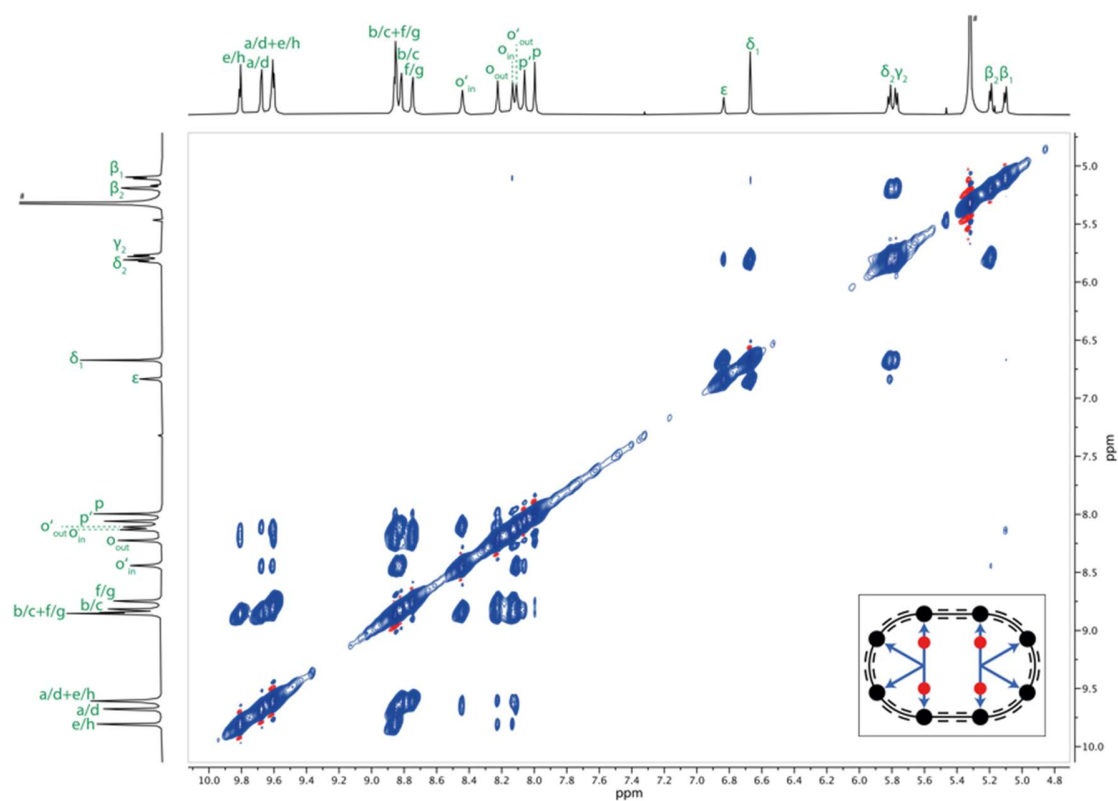 #
b/c+f/g
o'out
δ1
a/d+e/h
oin
e/h
b/c
a/d
f/g
o'in
oout
p'
p
ε
δ2
γ2
β2
β1
β1
β2
#
γ2
δ2
δ1
ε
p
p'
o'out
oin
oout
o'in
f/g
b/c
b/c+f/g
a/d+e/h
a/d
e/h
5.0
5.5
6.0
6.5
7.0
7.5
8.0
8.5
9.0
9.5
10.0
ppm
10.0 9.8 9.6 9.4 9.2 9.0 8.8 8.6 8.4 8.2 8.0 7.8 7.6 7.4 7.2 7.0 6.8 6.6 6.4 6.2 6.0 5.8 5.6 5.4 5.2 5.0 4.8
ppm